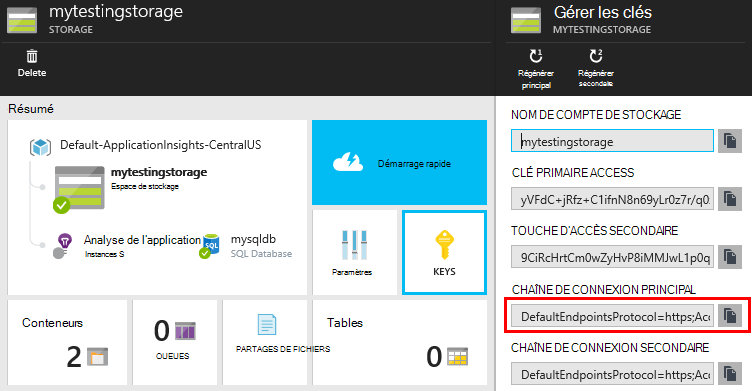 mytestingstorage
STORAGE
Delete
Résumé
Default-ApplicationInsights-CentralUS
mytestingstorage
Espace de stockage
Analyse de l'application
Instances S
mysqldb
SQL Database
Démarrage rapide
Paramètres
KEYS
Conteneurs
2
0
QUEUES
PARTAGES DE FICHIERS
Tables
0
Gérer les clés
MYTESTINGSTORAGE
1
Régénérer
principal
2
Régénérer
secondaire
NOM DE COMPTE DE STOCKAGE
mytestingstorage
CLÉ PRIMAIRE ACCESS
yVFdC+jRfz+C1ifnN8n69yLr0z7r/q0
TOUCHE D'ACCÈS SECONDAIRE
9CiRcHrtCm0wZyHvP8iMMJwL1p0q
CHAÎNE DE CONNEXION PRINCIPAL
DefaultEndpointsProtocol=https;Acc
CHAÎNE DE CONNEXION SECONDAIRE
DefaultEndpointsProtocol=https;Acc